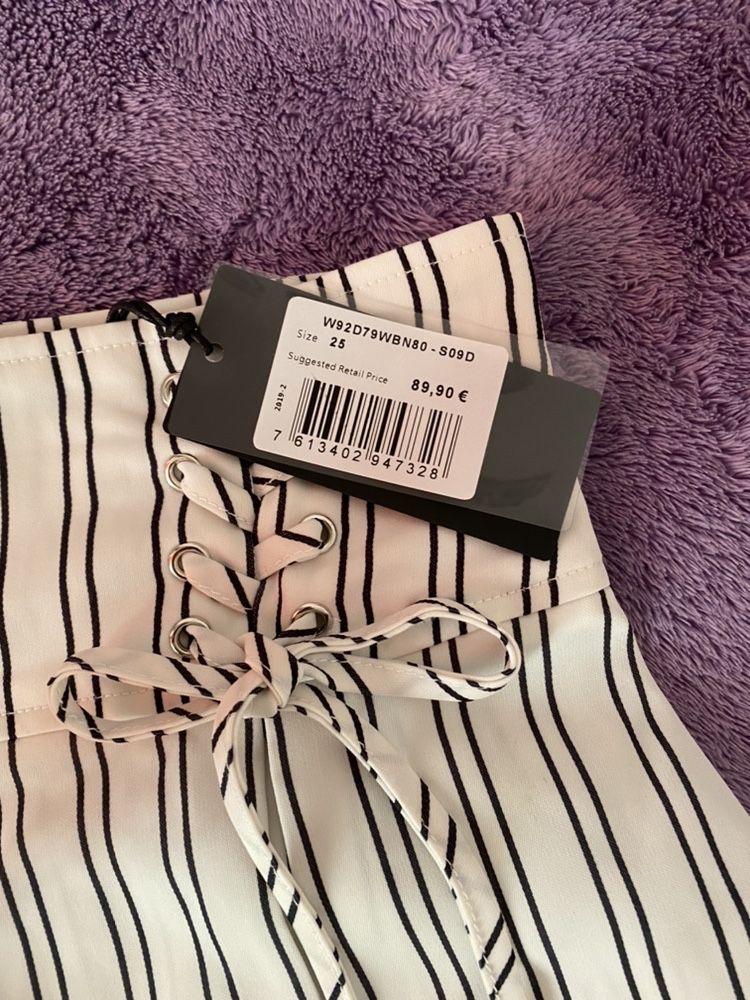 W92D79WBN80 - S09D
Size 25
Suggested Retail Price 89,90 €
2019-2
7 613402 947328